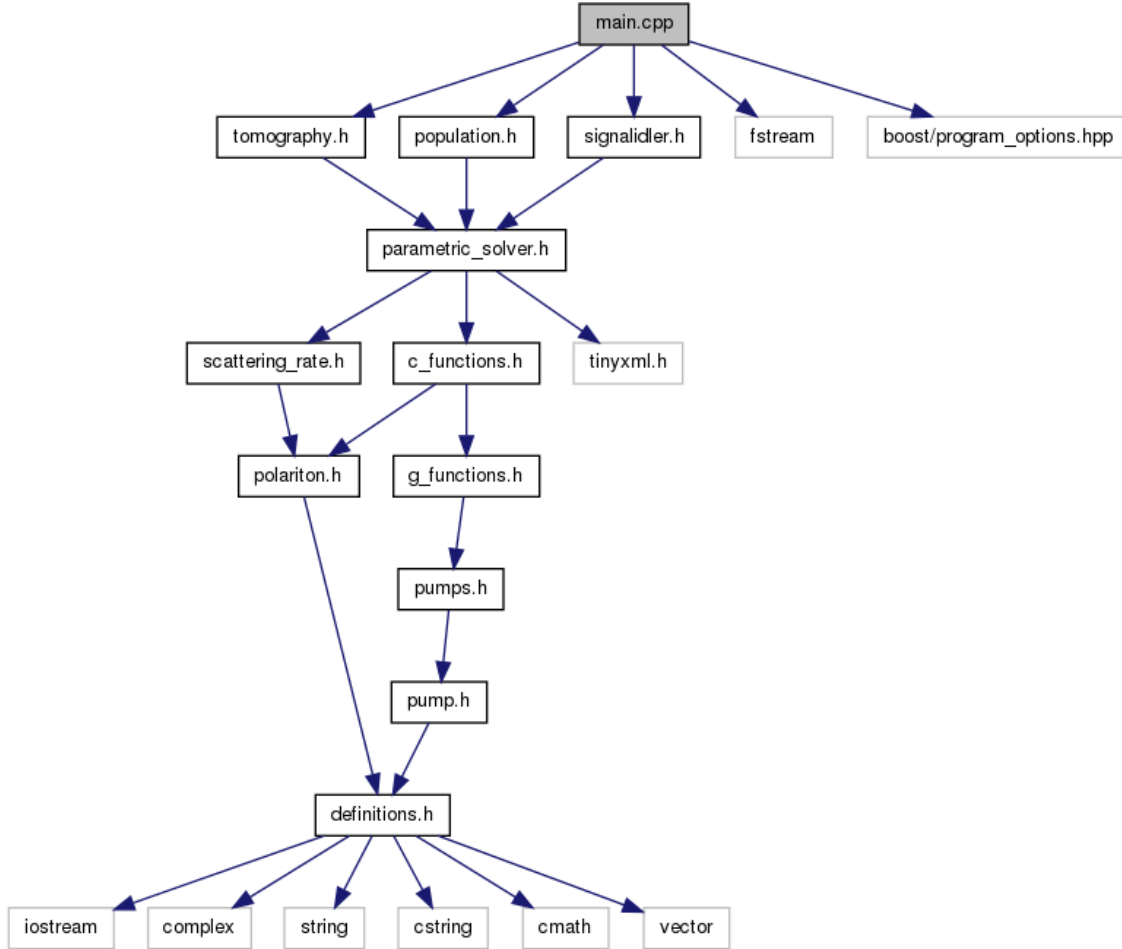 main.cpp
tomography.h
population.h
signalidler.h
fstream
boost/program_options.hpp
parametric_solver.h
scattering_rate.h
c_functions.h
tinyxml.h
polariton.h
g_functions.h
pumps.h
pump.h
definitions.h
iostream
complex
string
cstring
cmath
vector